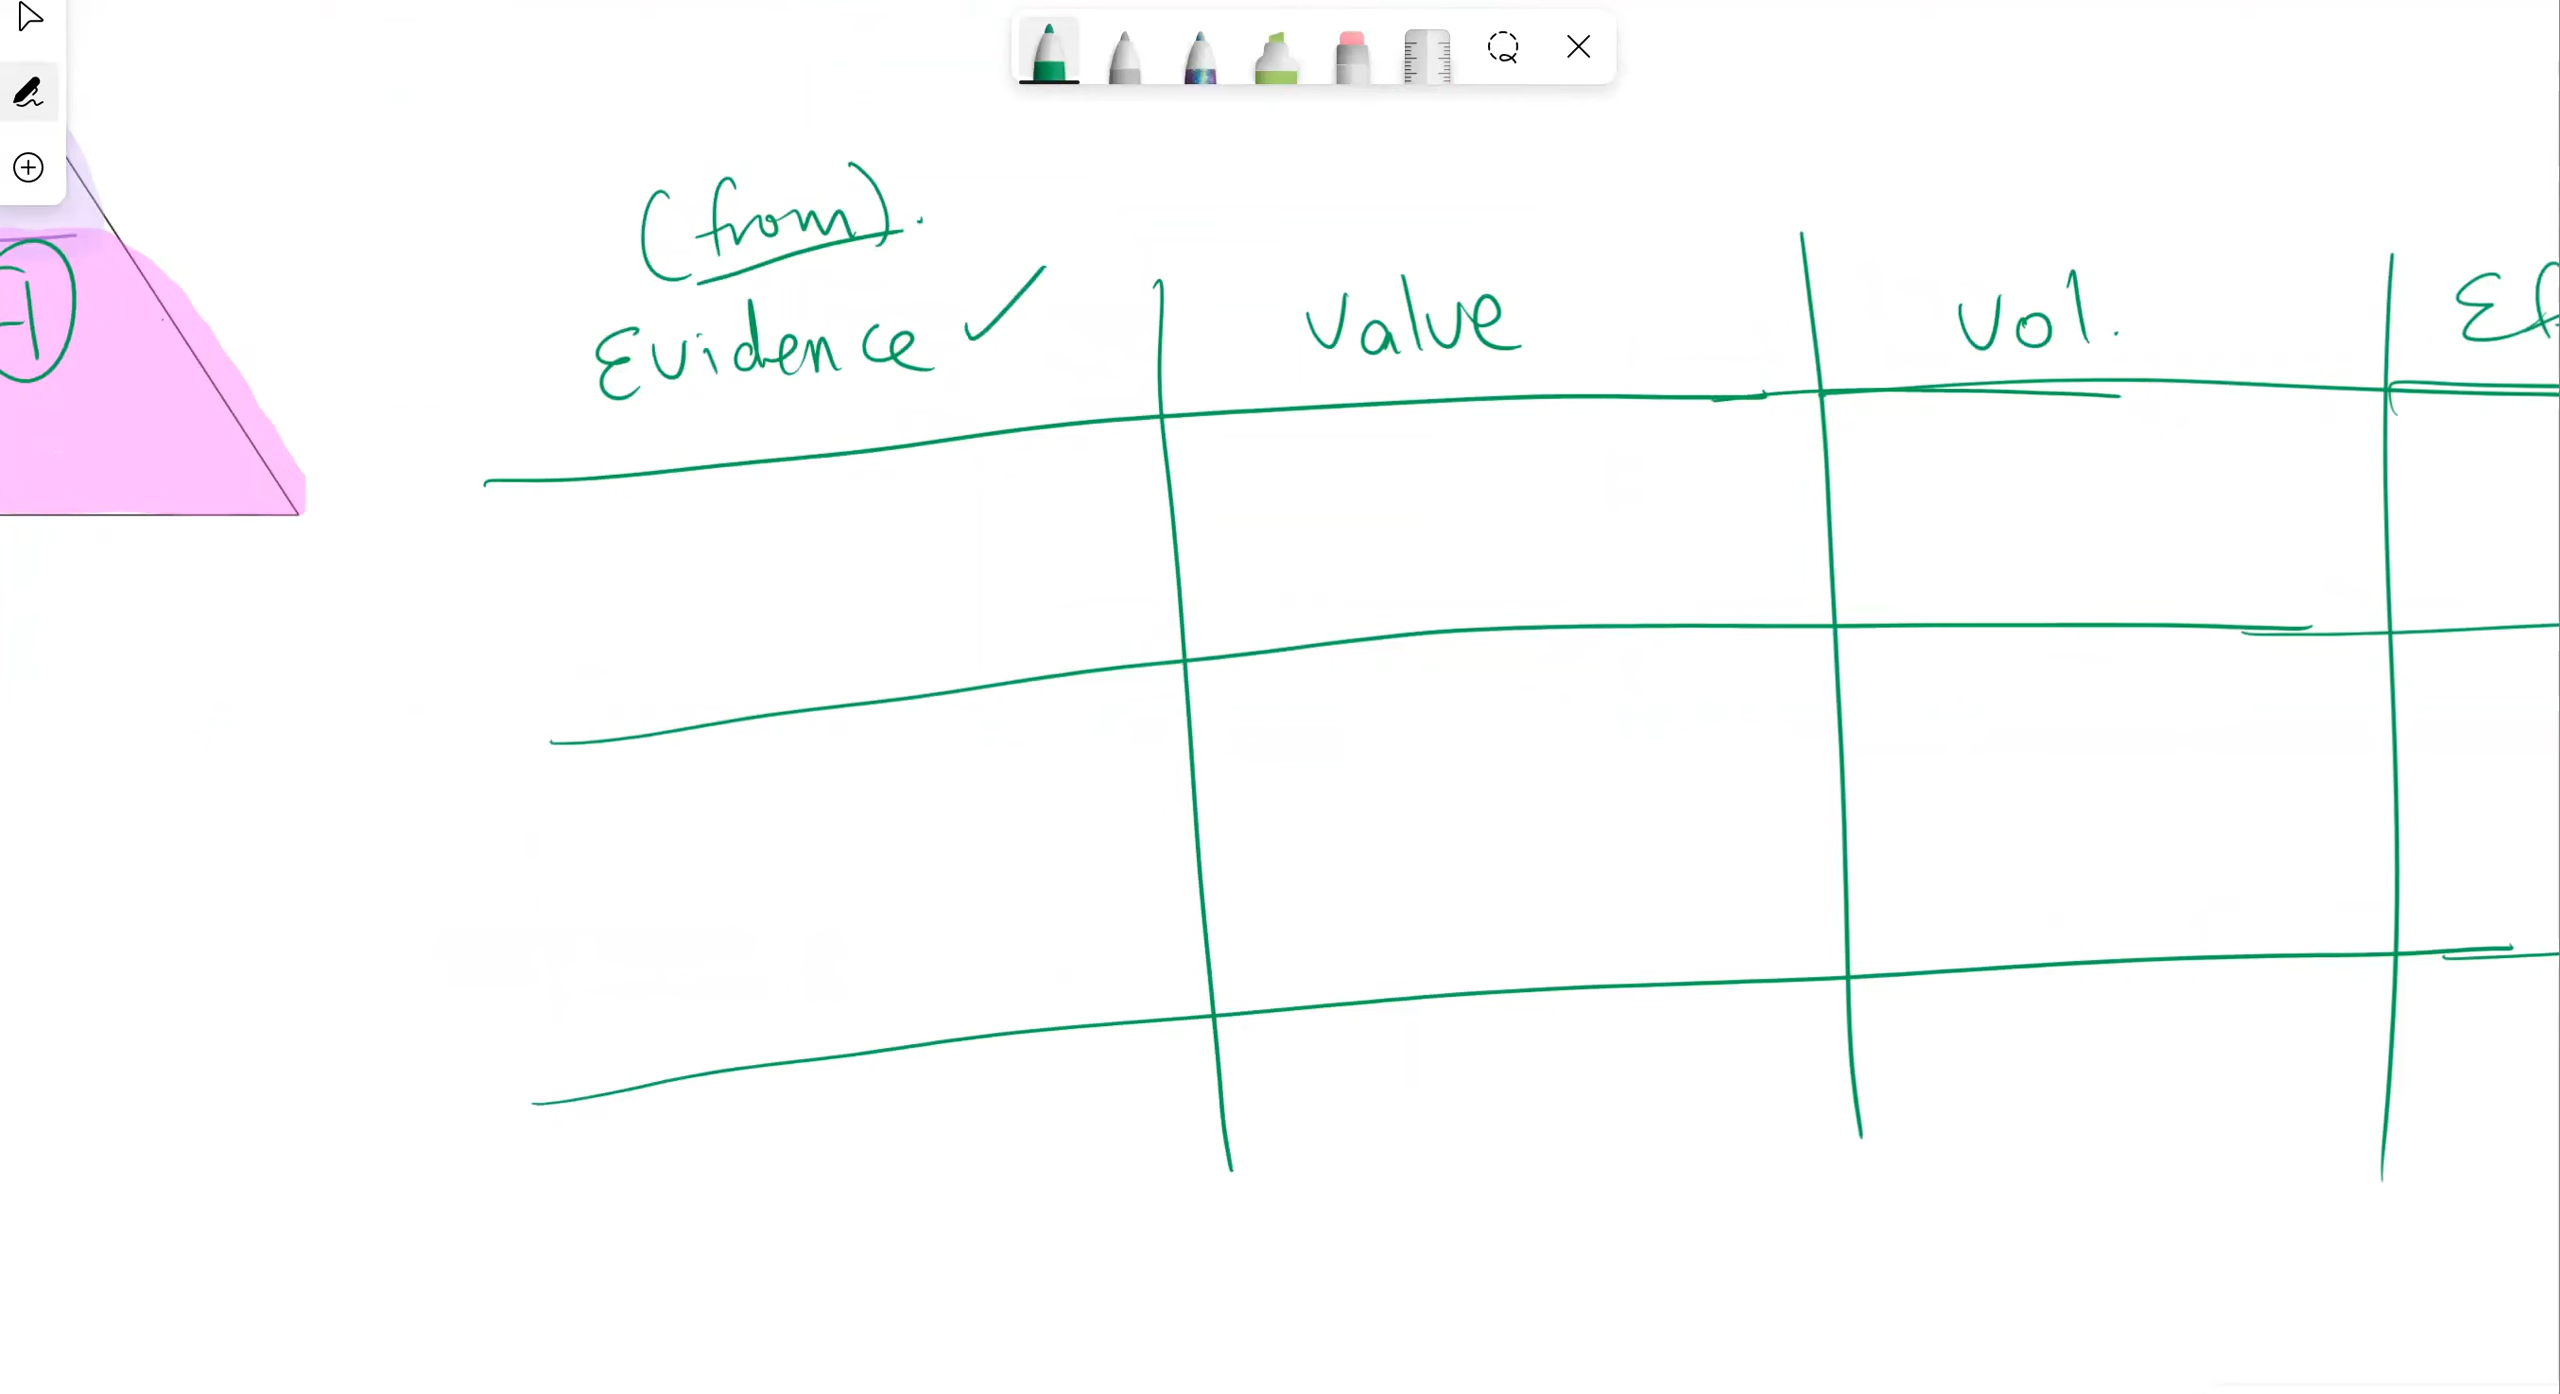 (from).
Evidence ✓
Value
Vol.